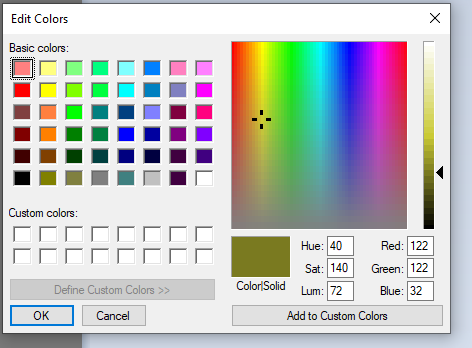 Edit Colors
Basic colors:
Custom colors:
Define Custom Colors >>
OK
Cancel
Color|Solid
Hue: 40
Sat: 140
Lum: 72
Red: 122
Green: 122
Blue: 32
Add to Custom Colors